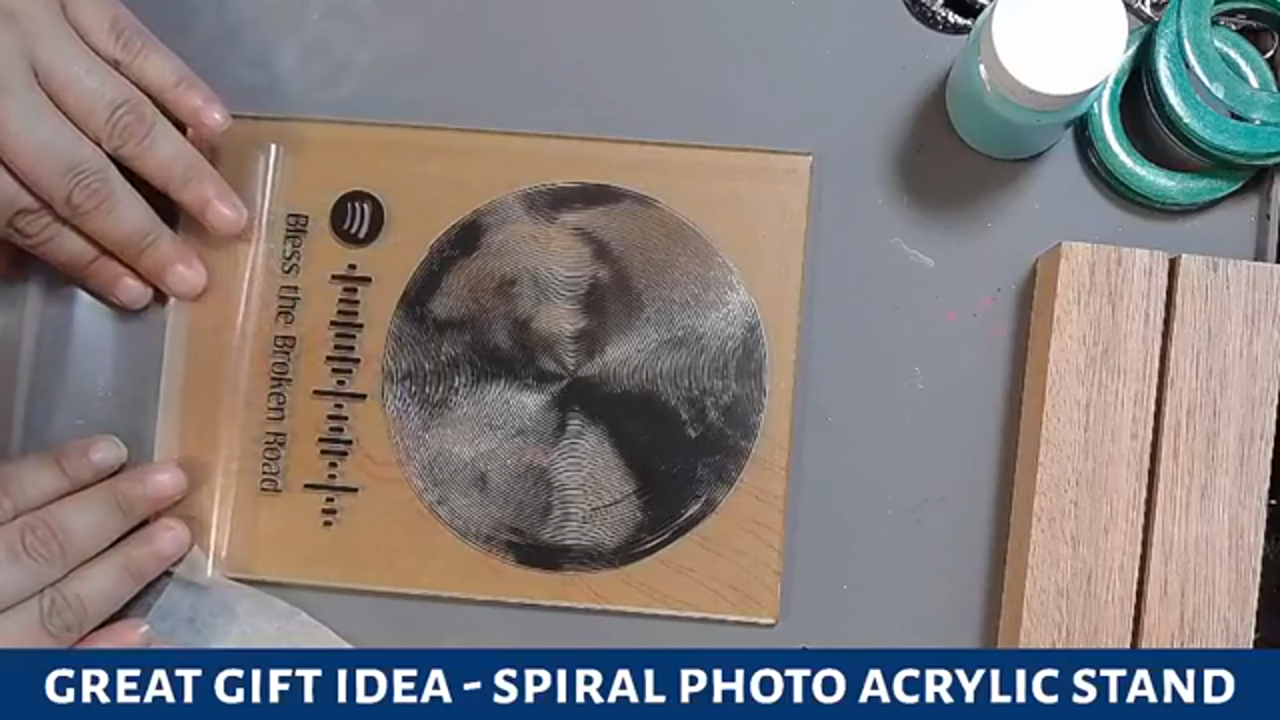 Bless the Broken Road
GREAT GIFT IDEA - SPIRAL PHOTO ACRYLIC STAND